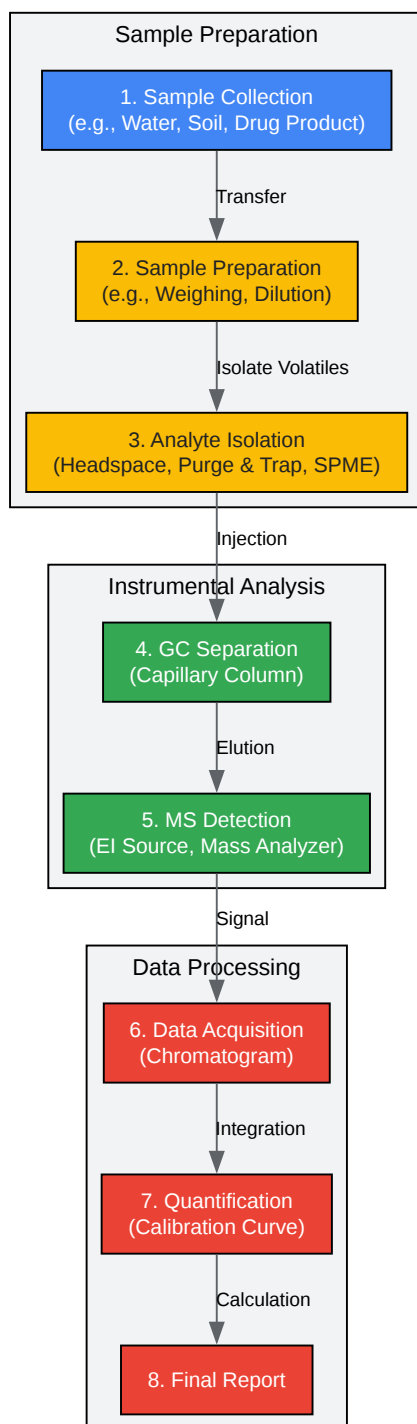 Sample Preparation
1. Sample Collection
(e.g., Water, Soil, Drug Product)
Transfer
2. Sample Preparation
(e.g., Weighing, Dilution)
Isolate Volatiles
3. Analyte Isolation
(Headspace, Purge & Trap, SPME)
Injection
Instrumental Analysis
4. GC Separation
(Capillary Column)
Elution
5. MS Detection
(EI Source, Mass Analyzer)
Signal
Data Processing
6. Data Acquisition
(Chromatogram)
Integration
7. Quantification
(Calibration Curve)
Calculation
8. Final Report